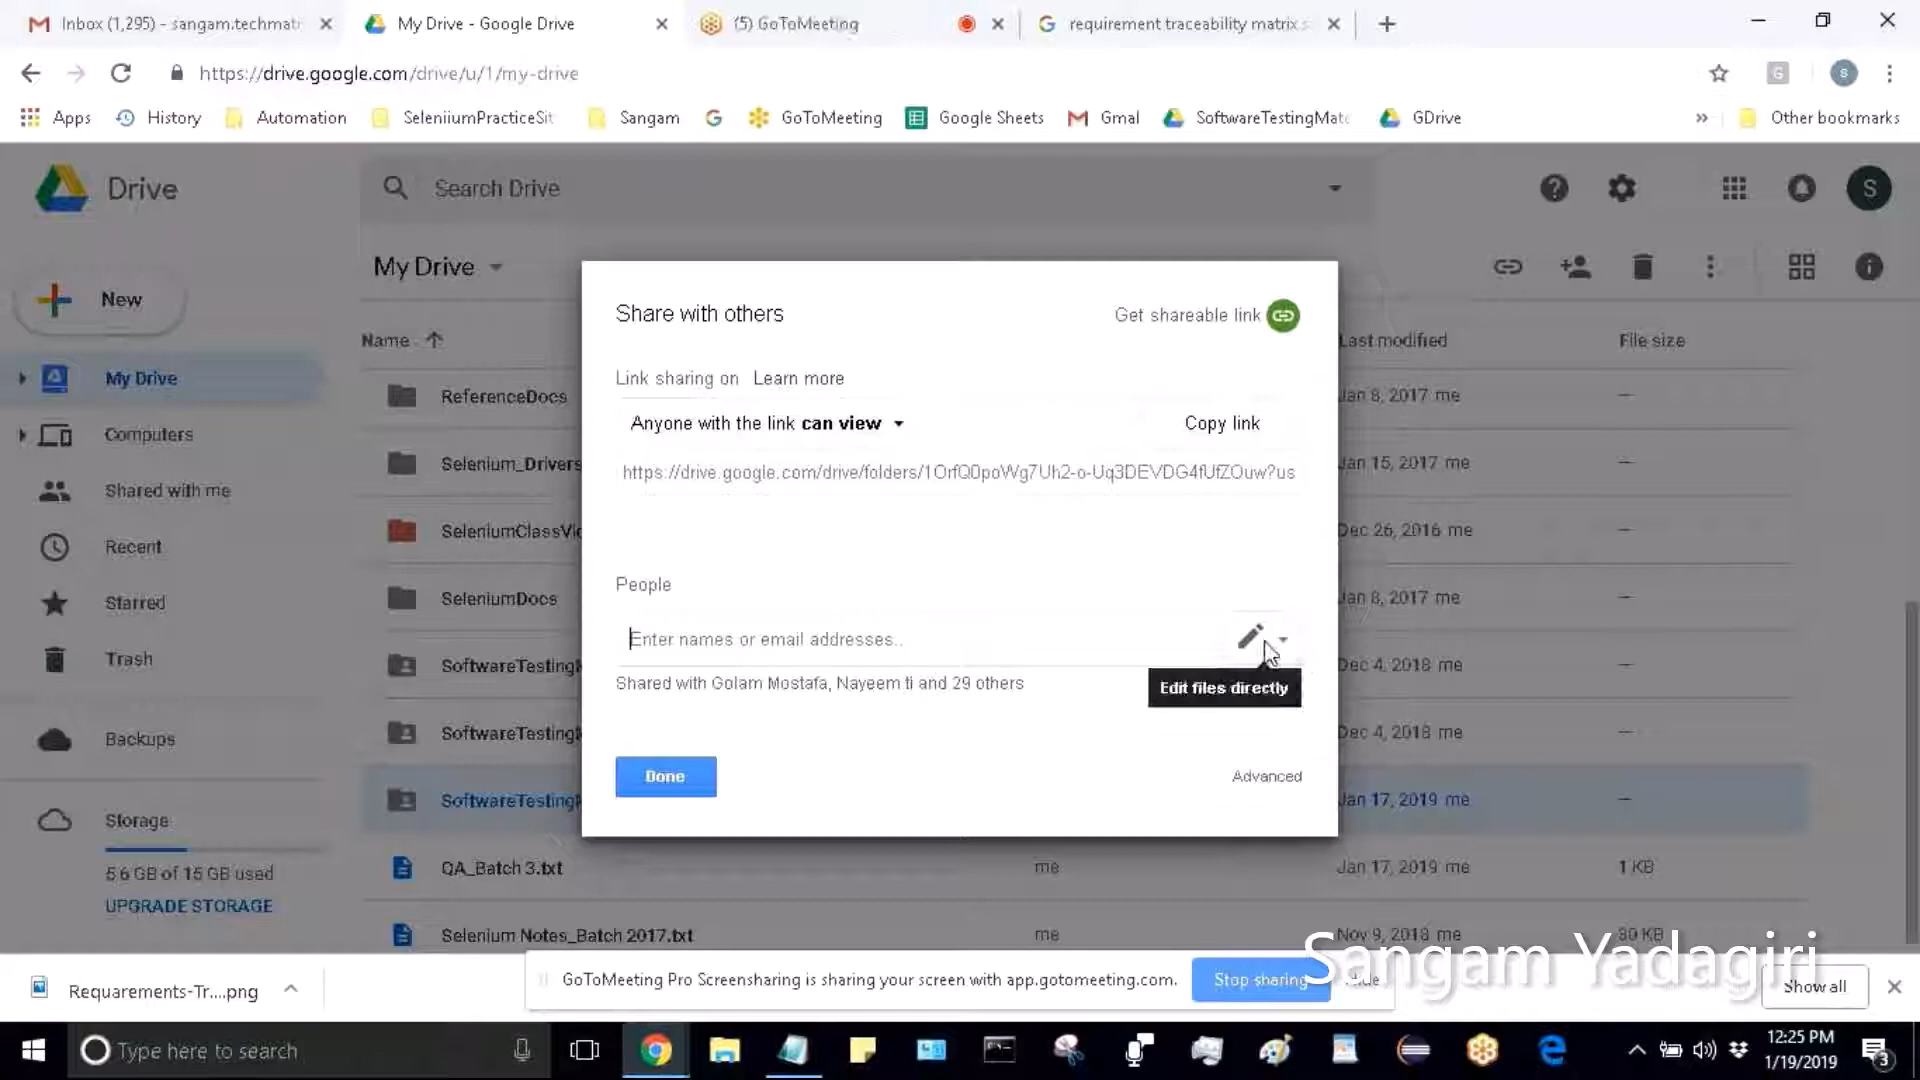 Inbox (1,295) - sangam.techmat
My Drive - Google Drive
(5) GoToMeeting
requirement traceability matrix s
https://drive.google.com/drive/u/1/my-drive
G
s
Apps
History
Automation
SeleniiumPracticeSit
Sangam
GoToMeeting
Google Sheets
Gmal
SoftwareTestingMate
GDrive
Other bookmarks
Drive
Search Drive
S
New
My Drive
Name
Last modified
File size
My Drive
Computers
Shared with me
Recent
Starred
Trash
Backups
Storage
5.6 GB of 15 GB used
UPGRADE STORAGE
ReferenceDocs
Jan 8, 2017 me
Selenium_Drivers
Jan 15, 2017 me
SeleniumClassVid
Dec 26, 2016 me
SeleniumDocs
Jan 8, 2017 me
SoftwareTesting
Dec 4, 2018 me
SoftwareTesting
Dec 4, 2018 me
SoftwareTesting
Jan 17, 2019 me
QA_Batch 3.txt
me
Jan 17, 2019 me
1 KB
Selenium Notes_Batch 2017.txt
me
Nov 9, 2018 me
80 KB
Share with others
Get shareable link
Link sharing on Learn more
Anyone with the link can view
Copy link
https://drive.google.com/drive/folders/1OrfQ0poWg7Uh2-o-Uq3DEVDG4fUfZOuw?us
People
Enter names or email addresses..
Shared with Golam Mostafa, Nayeem ti and 29 others
Edit files directly
Done
Advanced
Sangam Yadagiri
Requarements-Tr....png
GoToMeeting Pro Screensharing is sharing your screen with app.gotomeeting.com.
Stop sharing
Show all
Type here to search
12:25 PM
1/19/2019
3